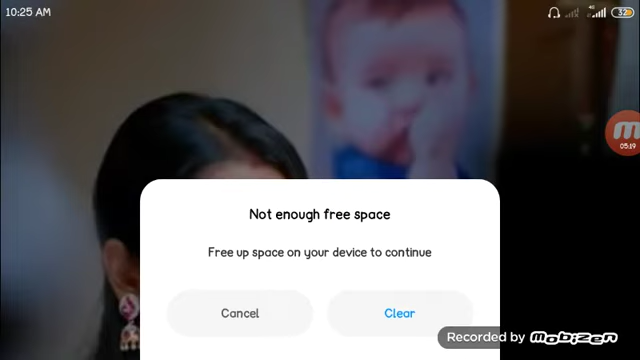 10:25 AM
4G
32
M
05:19
Not enough free space
Free up space on your device to continue
Cancel
Clear
Recorded by mobizen